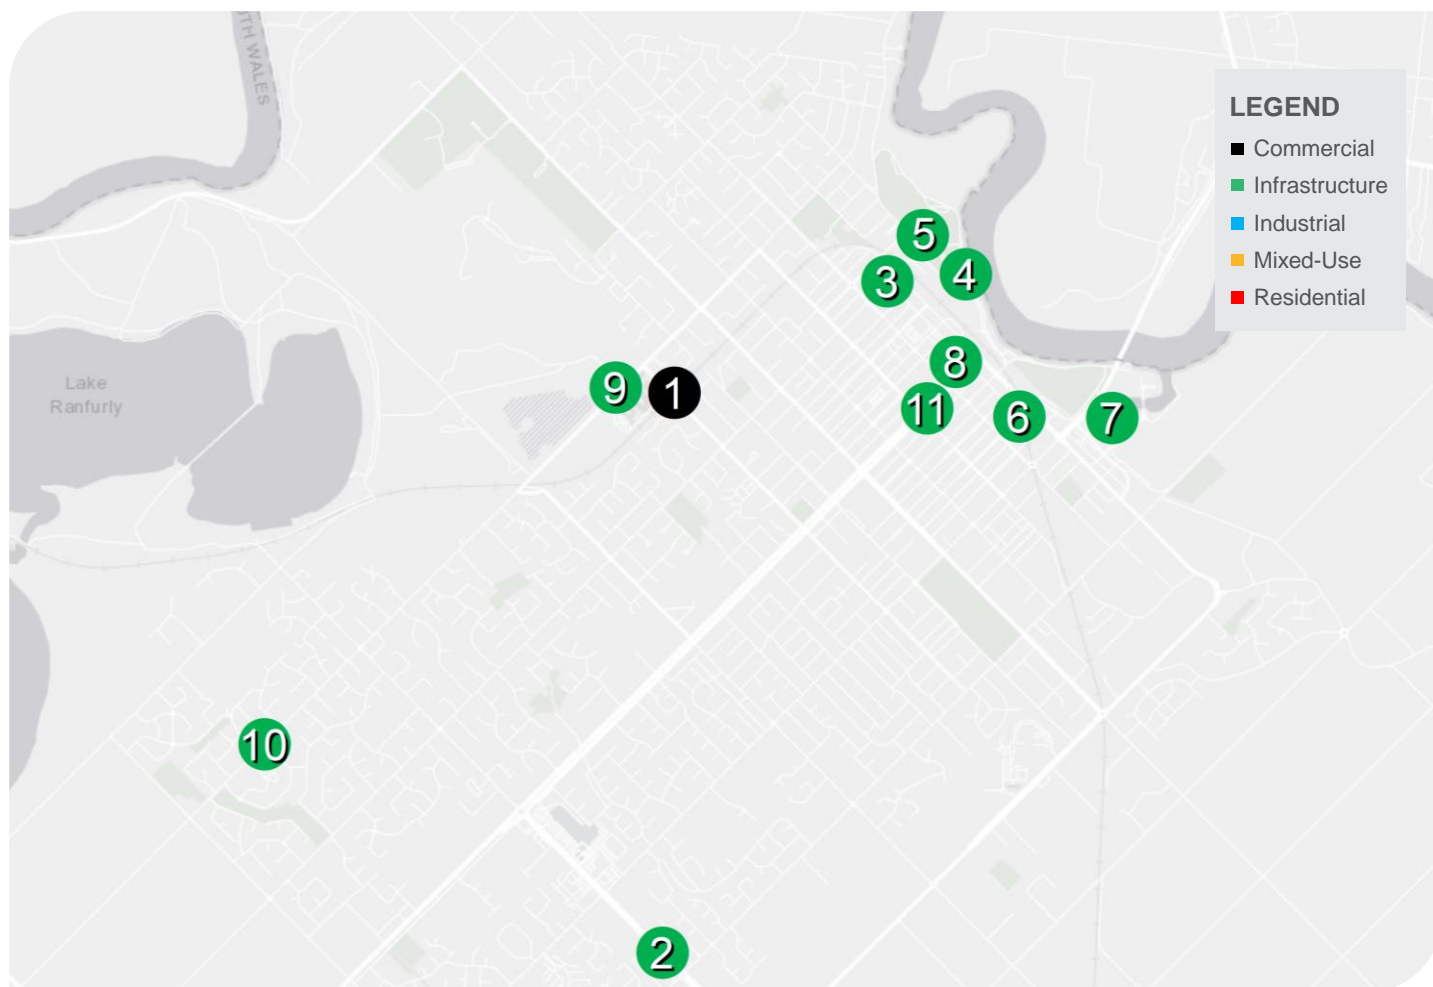 UTH WALES
LEGEND
Commercial
Infrastructure
Industrial
Mixed-Use
Residential
5
3
4
8
Lake
Ranfurly
9
1
11
6
7
10
2